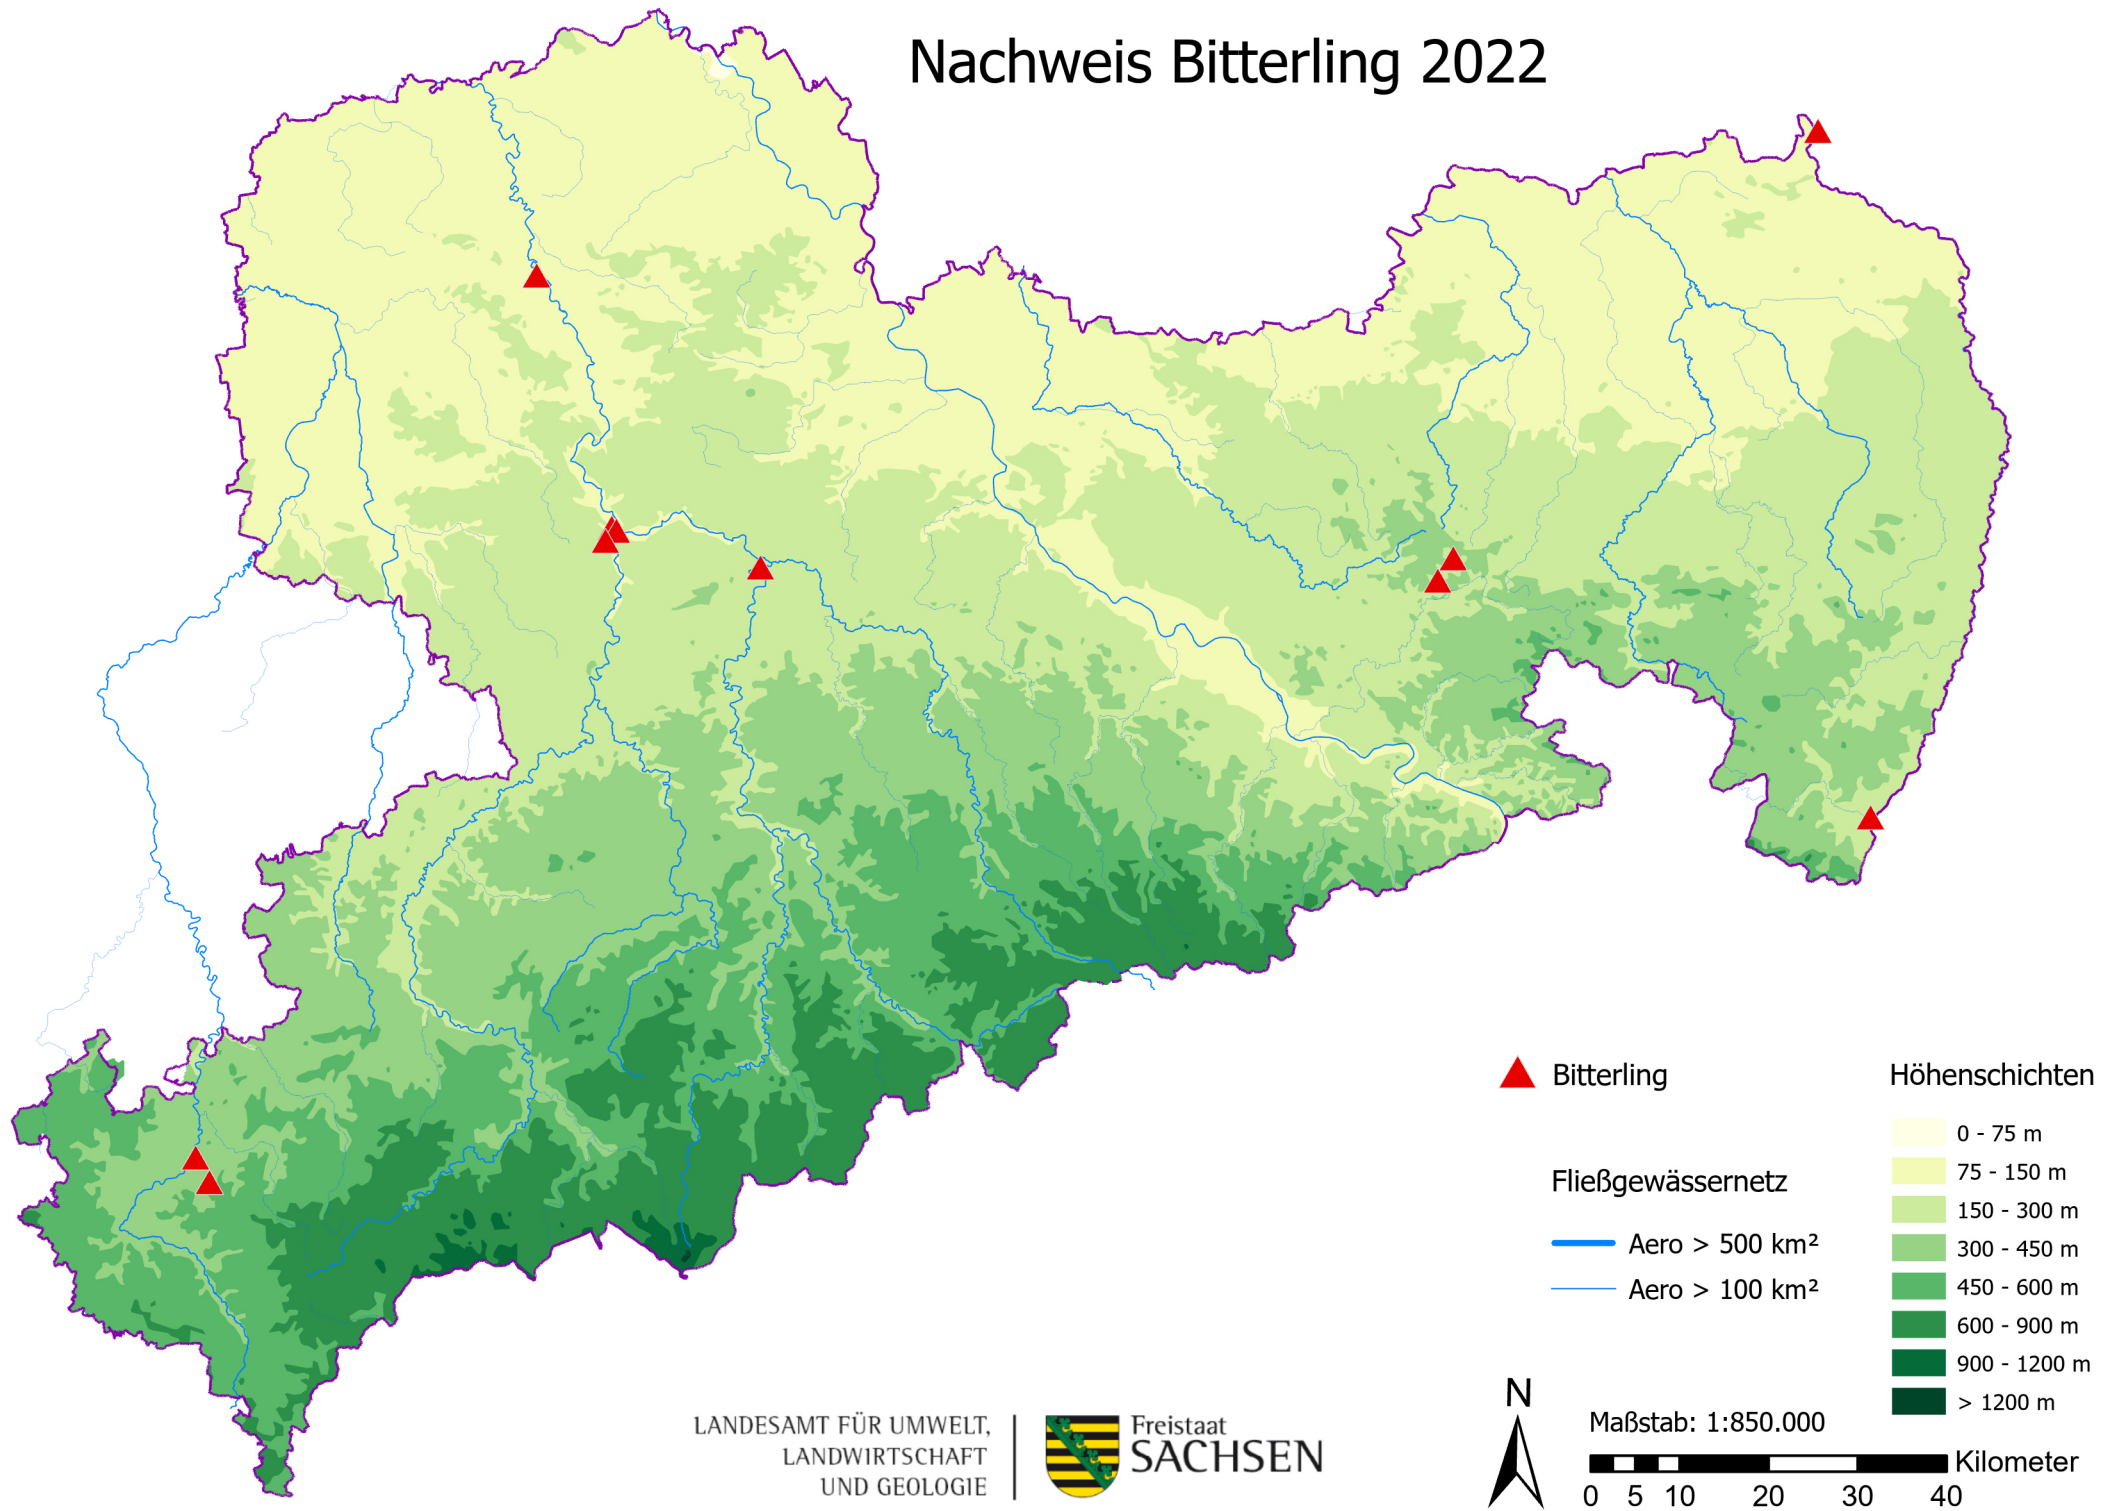 Nachweis Bitterling 2022
Bitterling
Fließgewässernetz
Aero > 500 km²
Aero > 100 km²
Höhenschichten
0 - 75 m
75 - 150 m
150 - 300 m
300 - 450 m
450 - 600 m
600 - 900 m
900 - 1200 m
> 1200 m
LANDESAMT FÜR UMWELT,
LANDWIRTSCHAFT
UND GEOLOGIE
Freistaat
SACHSEN
N
Maßstab: 1:850.000
Kilometer
0 5 10 20 30 40